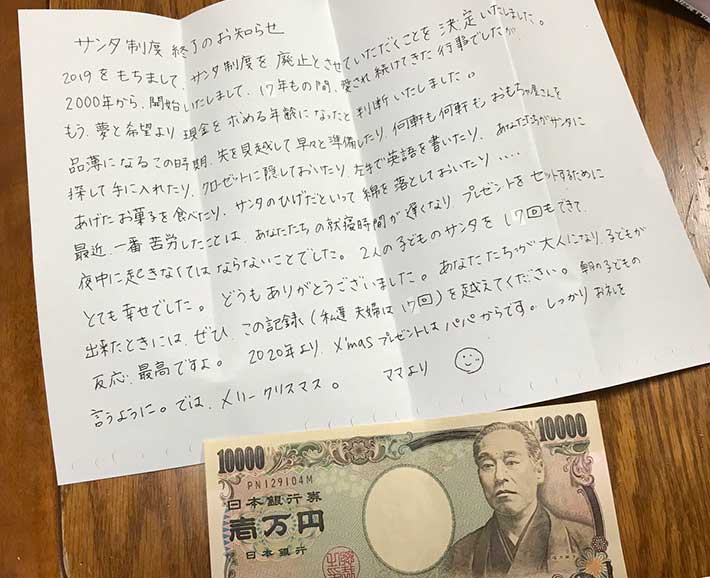 サンタ制度 終了のお知らせ
2019をもちまして、サンタ制度を廃止とさせていただくことを決定いたしました。
2000年から、開始いたしまして、17年もの間、愛され続けてきた行事でしたが、
もう、夢と希望より現金を求める年齢になったと判断いたしました。
品薄になるこの時期、先を見越して早々と準備したり、何軒も何軒もおもちゃ屋さんを
探して手に入れたり、クローゼットに隠しておいたり、左手で英語を書いたり、あなたたちがサンタに
あげたお菓子を食べたり、サンタのひげだといって綿を落としておいたり....
最近、一番苦労したことは、あなたたちの就寝時間が遅くなり プレゼントをセットするために
夜中に起きなくてはならないことでした。2人の子どものサンタを17回もできて、
とても幸せでした。どうもありがとうございました。あなたたちが大人になり、子どもが
出来たときには、ぜひ、この記録(私達夫婦は17回)を越えてください。朝の子どもの
反応、最高ですよ。 2020年より、X'masプレゼントはパパからです。しっかりお礼を
言うように。では、メリークリスマス。 ママより
10000 10000
PN129104M
日本銀行券
壱万円
日本銀行